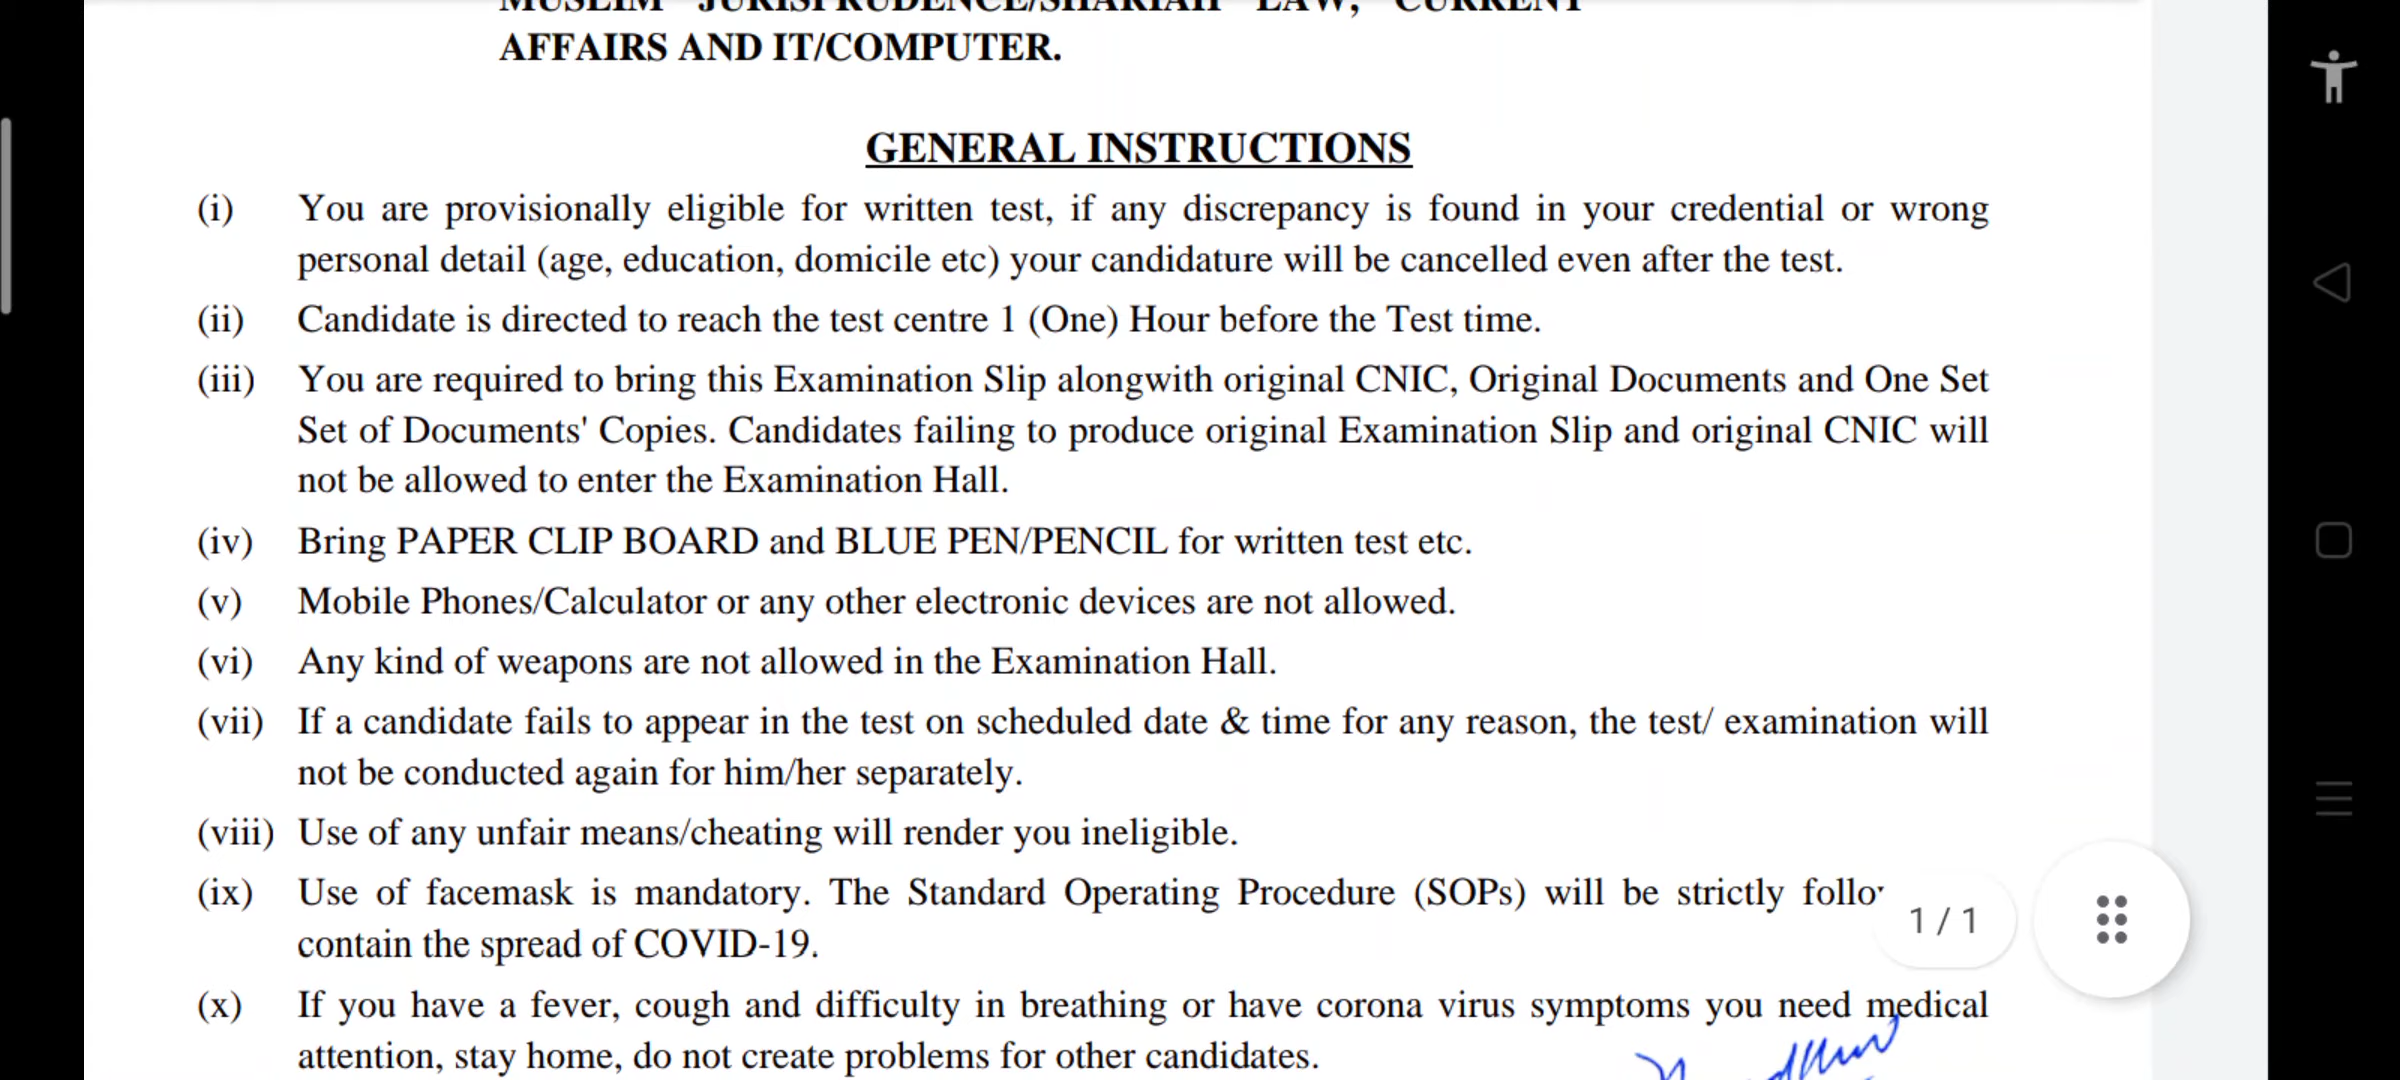 MUSLIM JURISPRUDENCE/SHARIAH LAW, CURRENT
AFFAIRS AND IT/COMPUTER.
GENERAL INSTRUCTIONS
(i) You are provisionally eligible for written test, if any discrepancy is found in your credential or wrong
personal detail (age, education, domicile etc) your candidature will be cancelled even after the test.
(ii) Candidate is directed to reach the test centre 1 (One) Hour before the Test time.
(iii) You are required to bring this Examination Slip alongwith original CNIC, Original Documents and One Set
Set of Documents' Copies. Candidates failing to produce original Examination Slip and original CNIC will
not be allowed to enter the Examination Hall.
(iv) Bring PAPER CLIP BOARD and BLUE PEN/PENCIL for written test etc.
(v) Mobile Phones/Calculator or any other electronic devices are not allowed.
(vi) Any kind of weapons are not allowed in the Examination Hall.
(vii) If a candidate fails to appear in the test on scheduled date & time for any reason, the test/ examination will
not be conducted again for him/her separately.
(viii) Use of any unfair means/cheating will render you ineligible.
(ix) Use of facemask is mandatory. The Standard Operating Procedure (SOPs) will be strictly follo
contain the spread of COVID-19.
1 / 1
(x) If you have a fever, cough and difficulty in breathing or have corona virus symptoms you need medical
attention, stay home, do not create problems for other candidates.